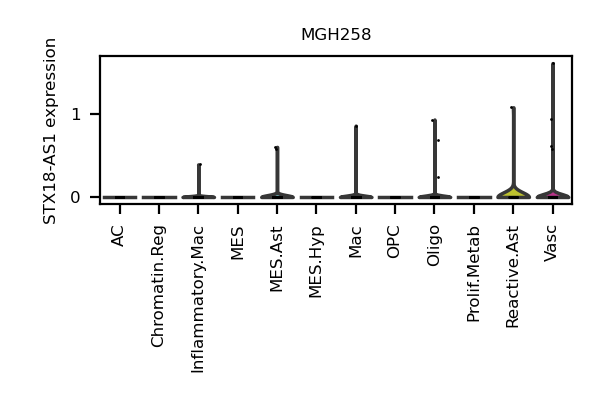 MGH258
STX18-AS1 expression
1
0
AC
Chromatin.Reg
Inflammatory.Mac
MES
MES.Ast
MES.Hyp
Mac
OPC
Oligo
Prolif.Metab
Reactive.Ast
Vasc